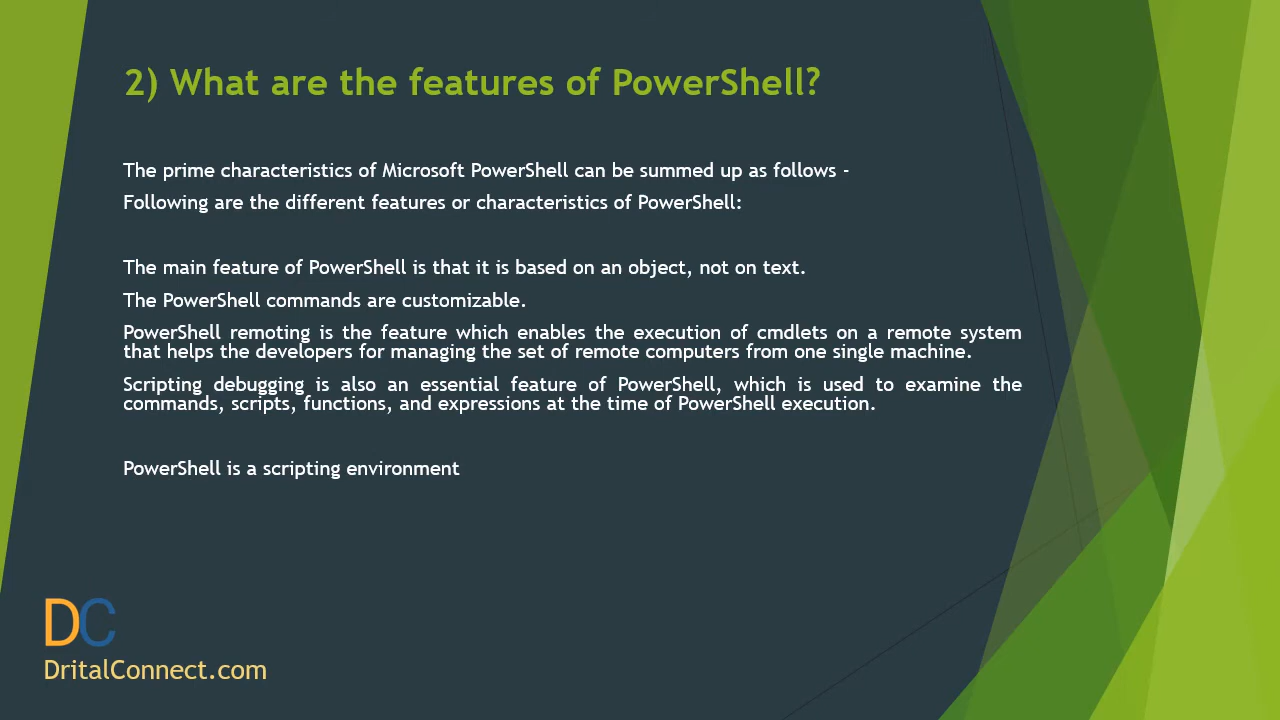 2) What are the features of PowerShell?
The prime characteristics of Microsoft PowerShell can be summed up as follows -
Following are the different features or characteristics of PowerShell:
The main feature of PowerShell is that it is based on an object, not on text.
The PowerShell commands are customizable.
PowerShell remoting is the feature which enables the execution of cmdlets on a remote system
that helps the developers for managing the set of remote computers from one single machine.
Scripting debugging is also an essential feature of PowerShell, which is used to examine the
commands, scripts, functions, and expressions at the time of PowerShell execution.
PowerShell is a scripting environment
DC
DritalConnect.com